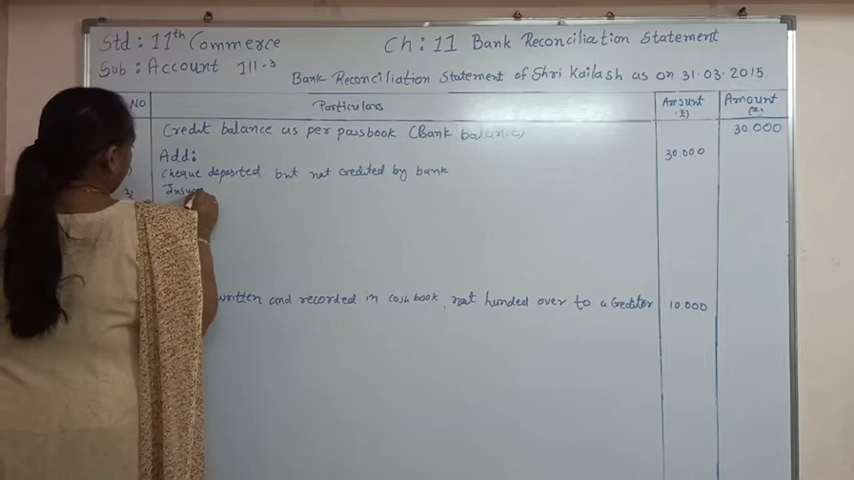 Std : 11th Commerce
Ch : 11 Bank Reconciliation Statement
Sub : Account 111-3
Bank Reconciliation Statement of Shri Kailash as on 31.03.2015
NO Particulars Amount (₹) Amount (₹)
Credit balance as per passbook (Bank balance) 30.000
Add:
Cheque deposited but not credited by bank 30.000
Insu
written and recorded in cash book, not handed over to a Creditor 10.000